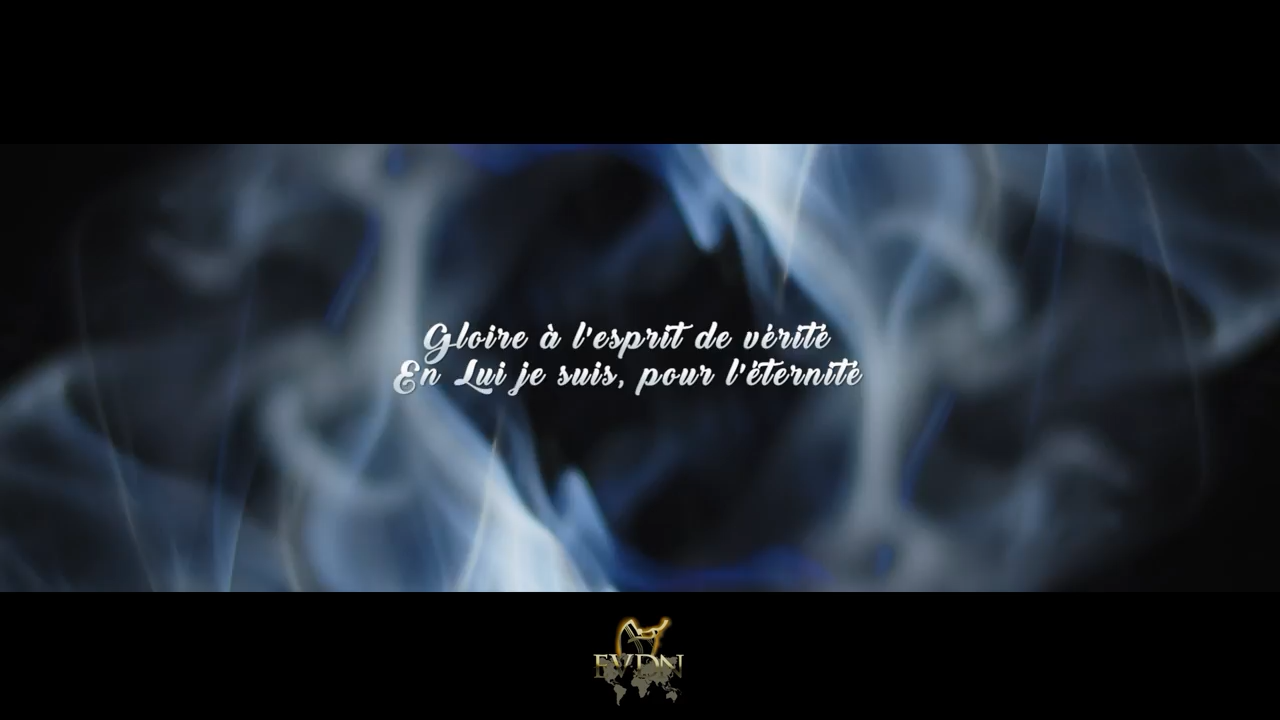 Gloire à l'esprit de vérité
En Lui je suis, pour l'éternité
EVDN